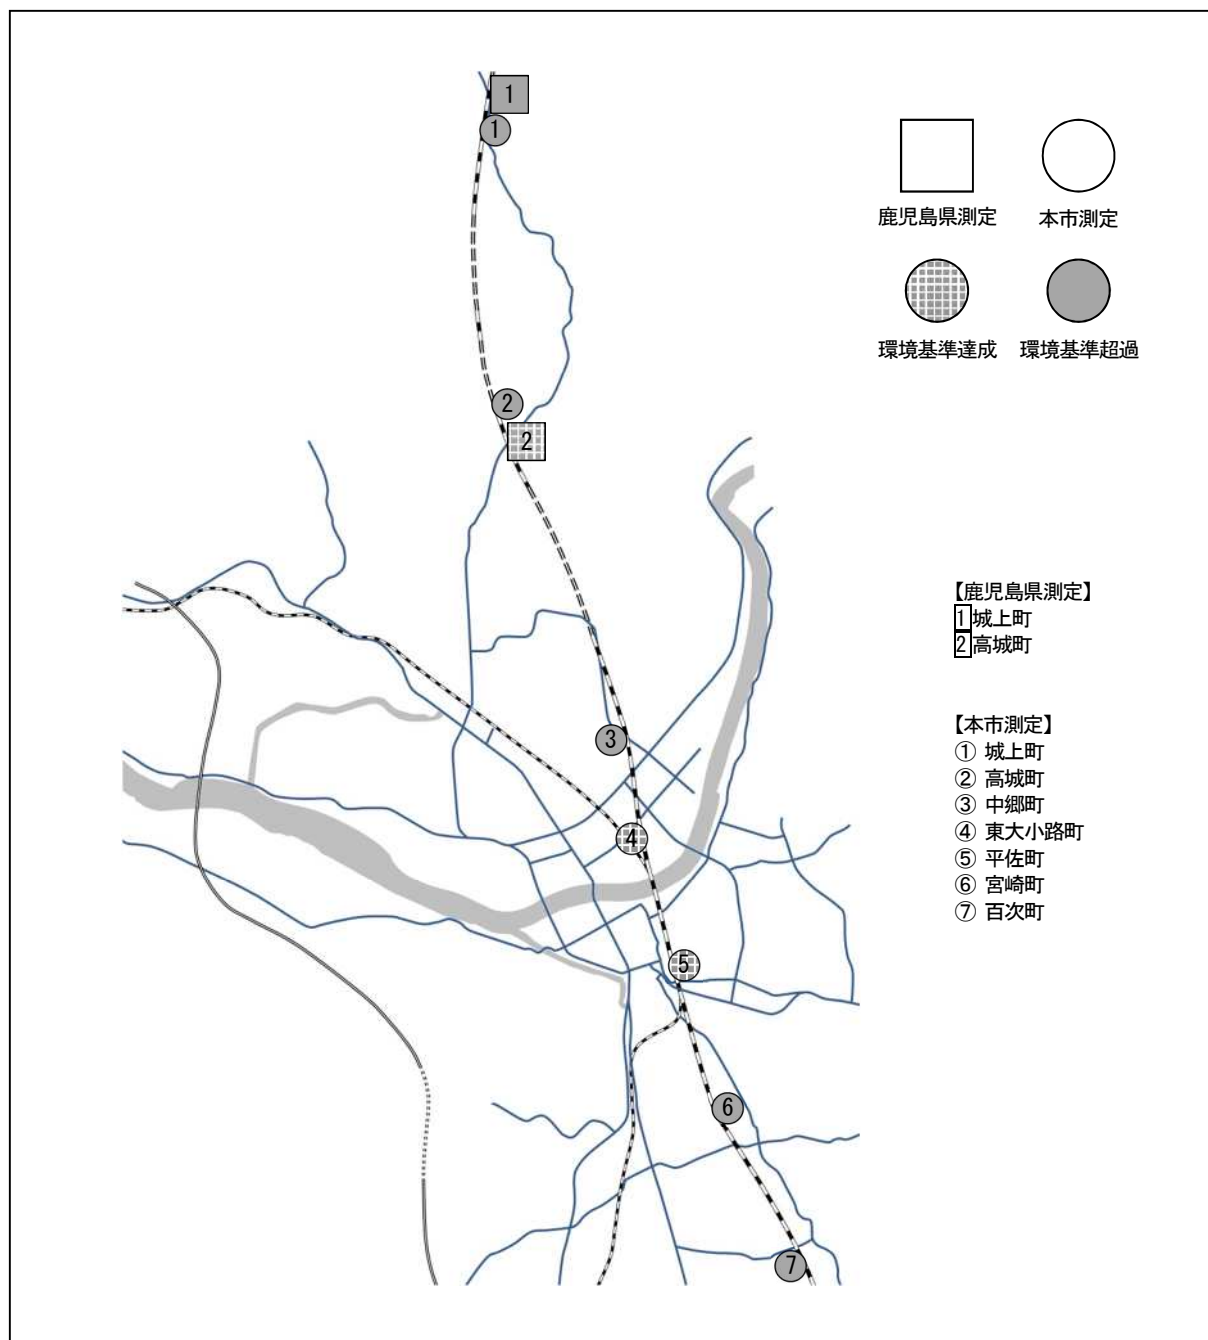 1
1
2
2
3
4
5
6
7
鹿児島県測定 本市測定
環境基準達成 環境基準超過
【鹿児島県測定】
1 城上町
2 高城町
【本市測定】
① 城上町
② 高城町
③ 中郷町
④ 東大小路町
⑤ 平佐町
⑥ 宮崎町
⑦ 百次町